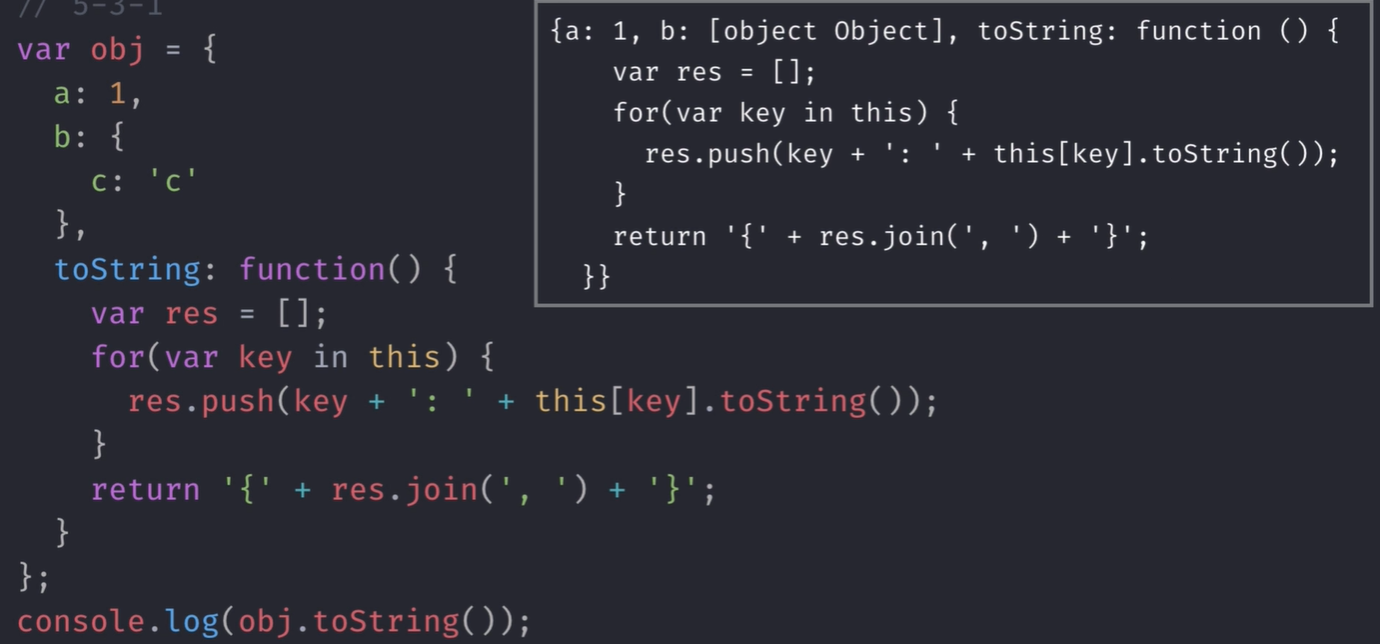 // 5-3-1
var obj = {
  a: 1,
  b: {
    c: 'c'
  },
  toString: function() {
    var res = [];
    for(var key in this) {
      res.push(key + ': ' + this[key].toString());
    }
    return '{' + res.join(', ') + '}';
  }
};
console.log(obj.toString());
{a: 1, b: [object Object], toString: function () {
    var res = [];
    for(var key in this) {
      res.push(key + ': ' + this[key].toString());
    }
    return '{' + res.join(', ') + '}';
  }}